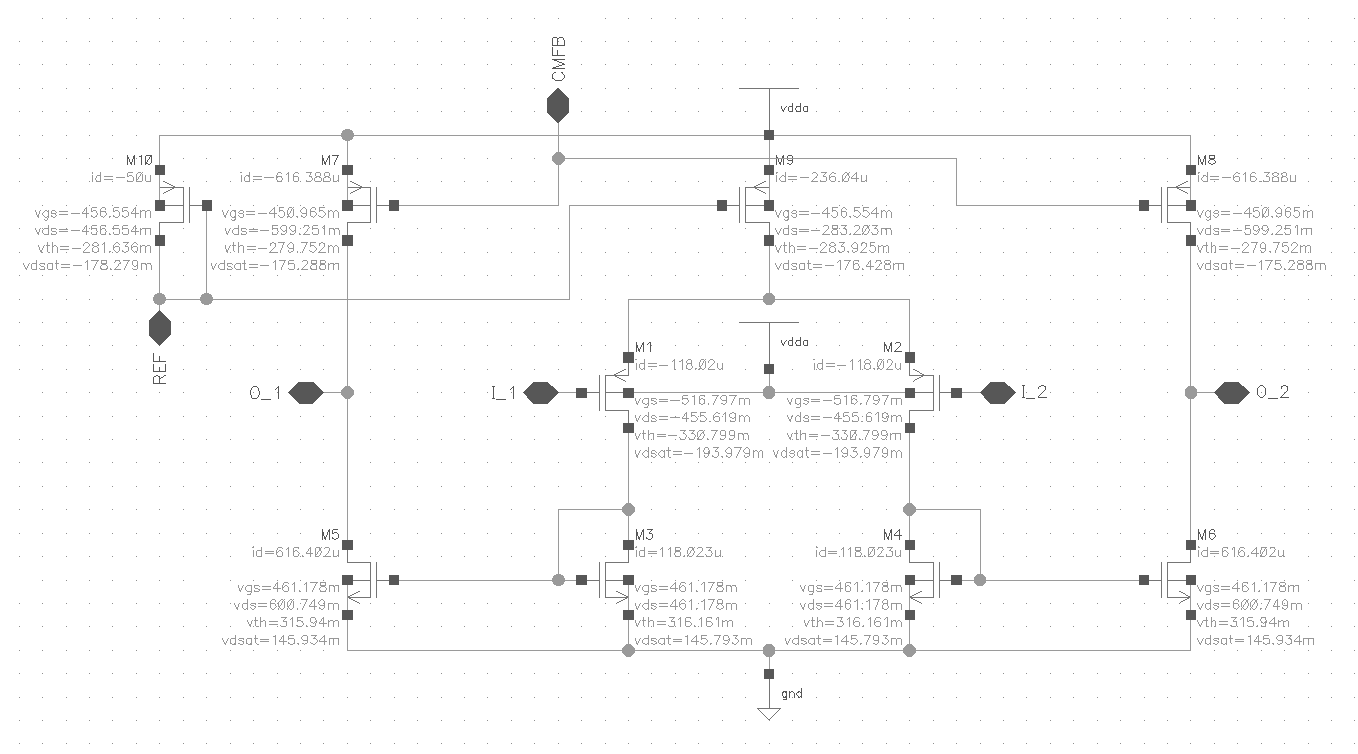 CMFB
vdda
M10
id=-50u
vgs=-456.554m
vds=-456.554m
vth=-281.636m
vdsat=-178.279m
M7
id=-616.388u
vgs=-450.965m
vds=-599.251m
vth=-279.752m
vdsat=-175.288m
M9
id=-236.04u
vgs=-456.554m
vds=-283.203m
vth=-283.925m
vdsat=-176.428m
M8
id=-616.388u
vgs=-450.965m
vds=-599.251m
vth=-279.752m
vdsat=-175.288m
REF
vdda
O_1
I_1
M1
id=-118.02u
vgs=-516.797m
vds=-455.619m
vth=-330.799m
vdsat=-193.979m
M2
id=-118.02u
vgs=-516.797m
vds=-455.619m
vth=-330.799m
vdsat=-193.979m
I_2
O_2
M5
id=616.402u
vgs=461.178m
vds=600.749m
vth=315.94m
vdsat=145.934m
M3
id=118.023u
vgs=461.178m
vds=461.178m
vth=316.161m
vdsat=145.793m
M4
id=118.023u
vgs=461.178m
vds=461.178m
vth=316.161m
vdsat=145.793m
M6
id=616.402u
vgs=461.178m
vds=600.749m
vth=315.94m
vdsat=145.934m
gnd